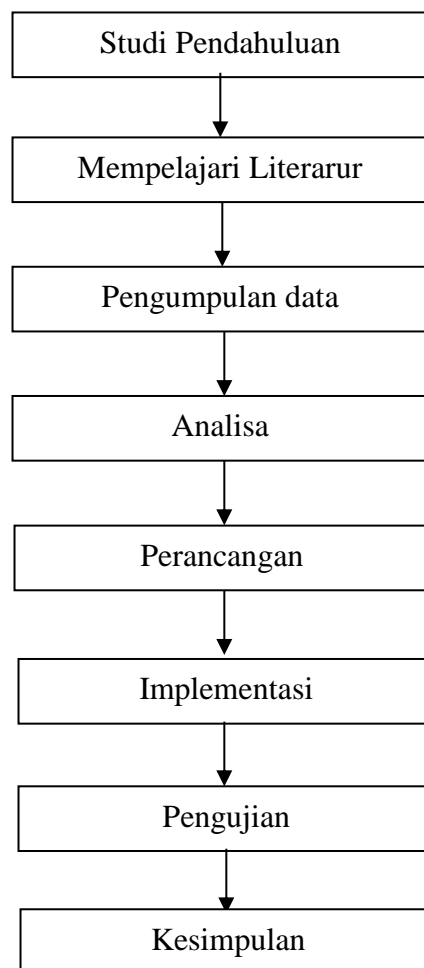 Studi Pendahuluan
Mempelajari Literarur
Pengumpulan data
Analisa
Perancangan
Implementasi
Pengujian
Kesimpulan